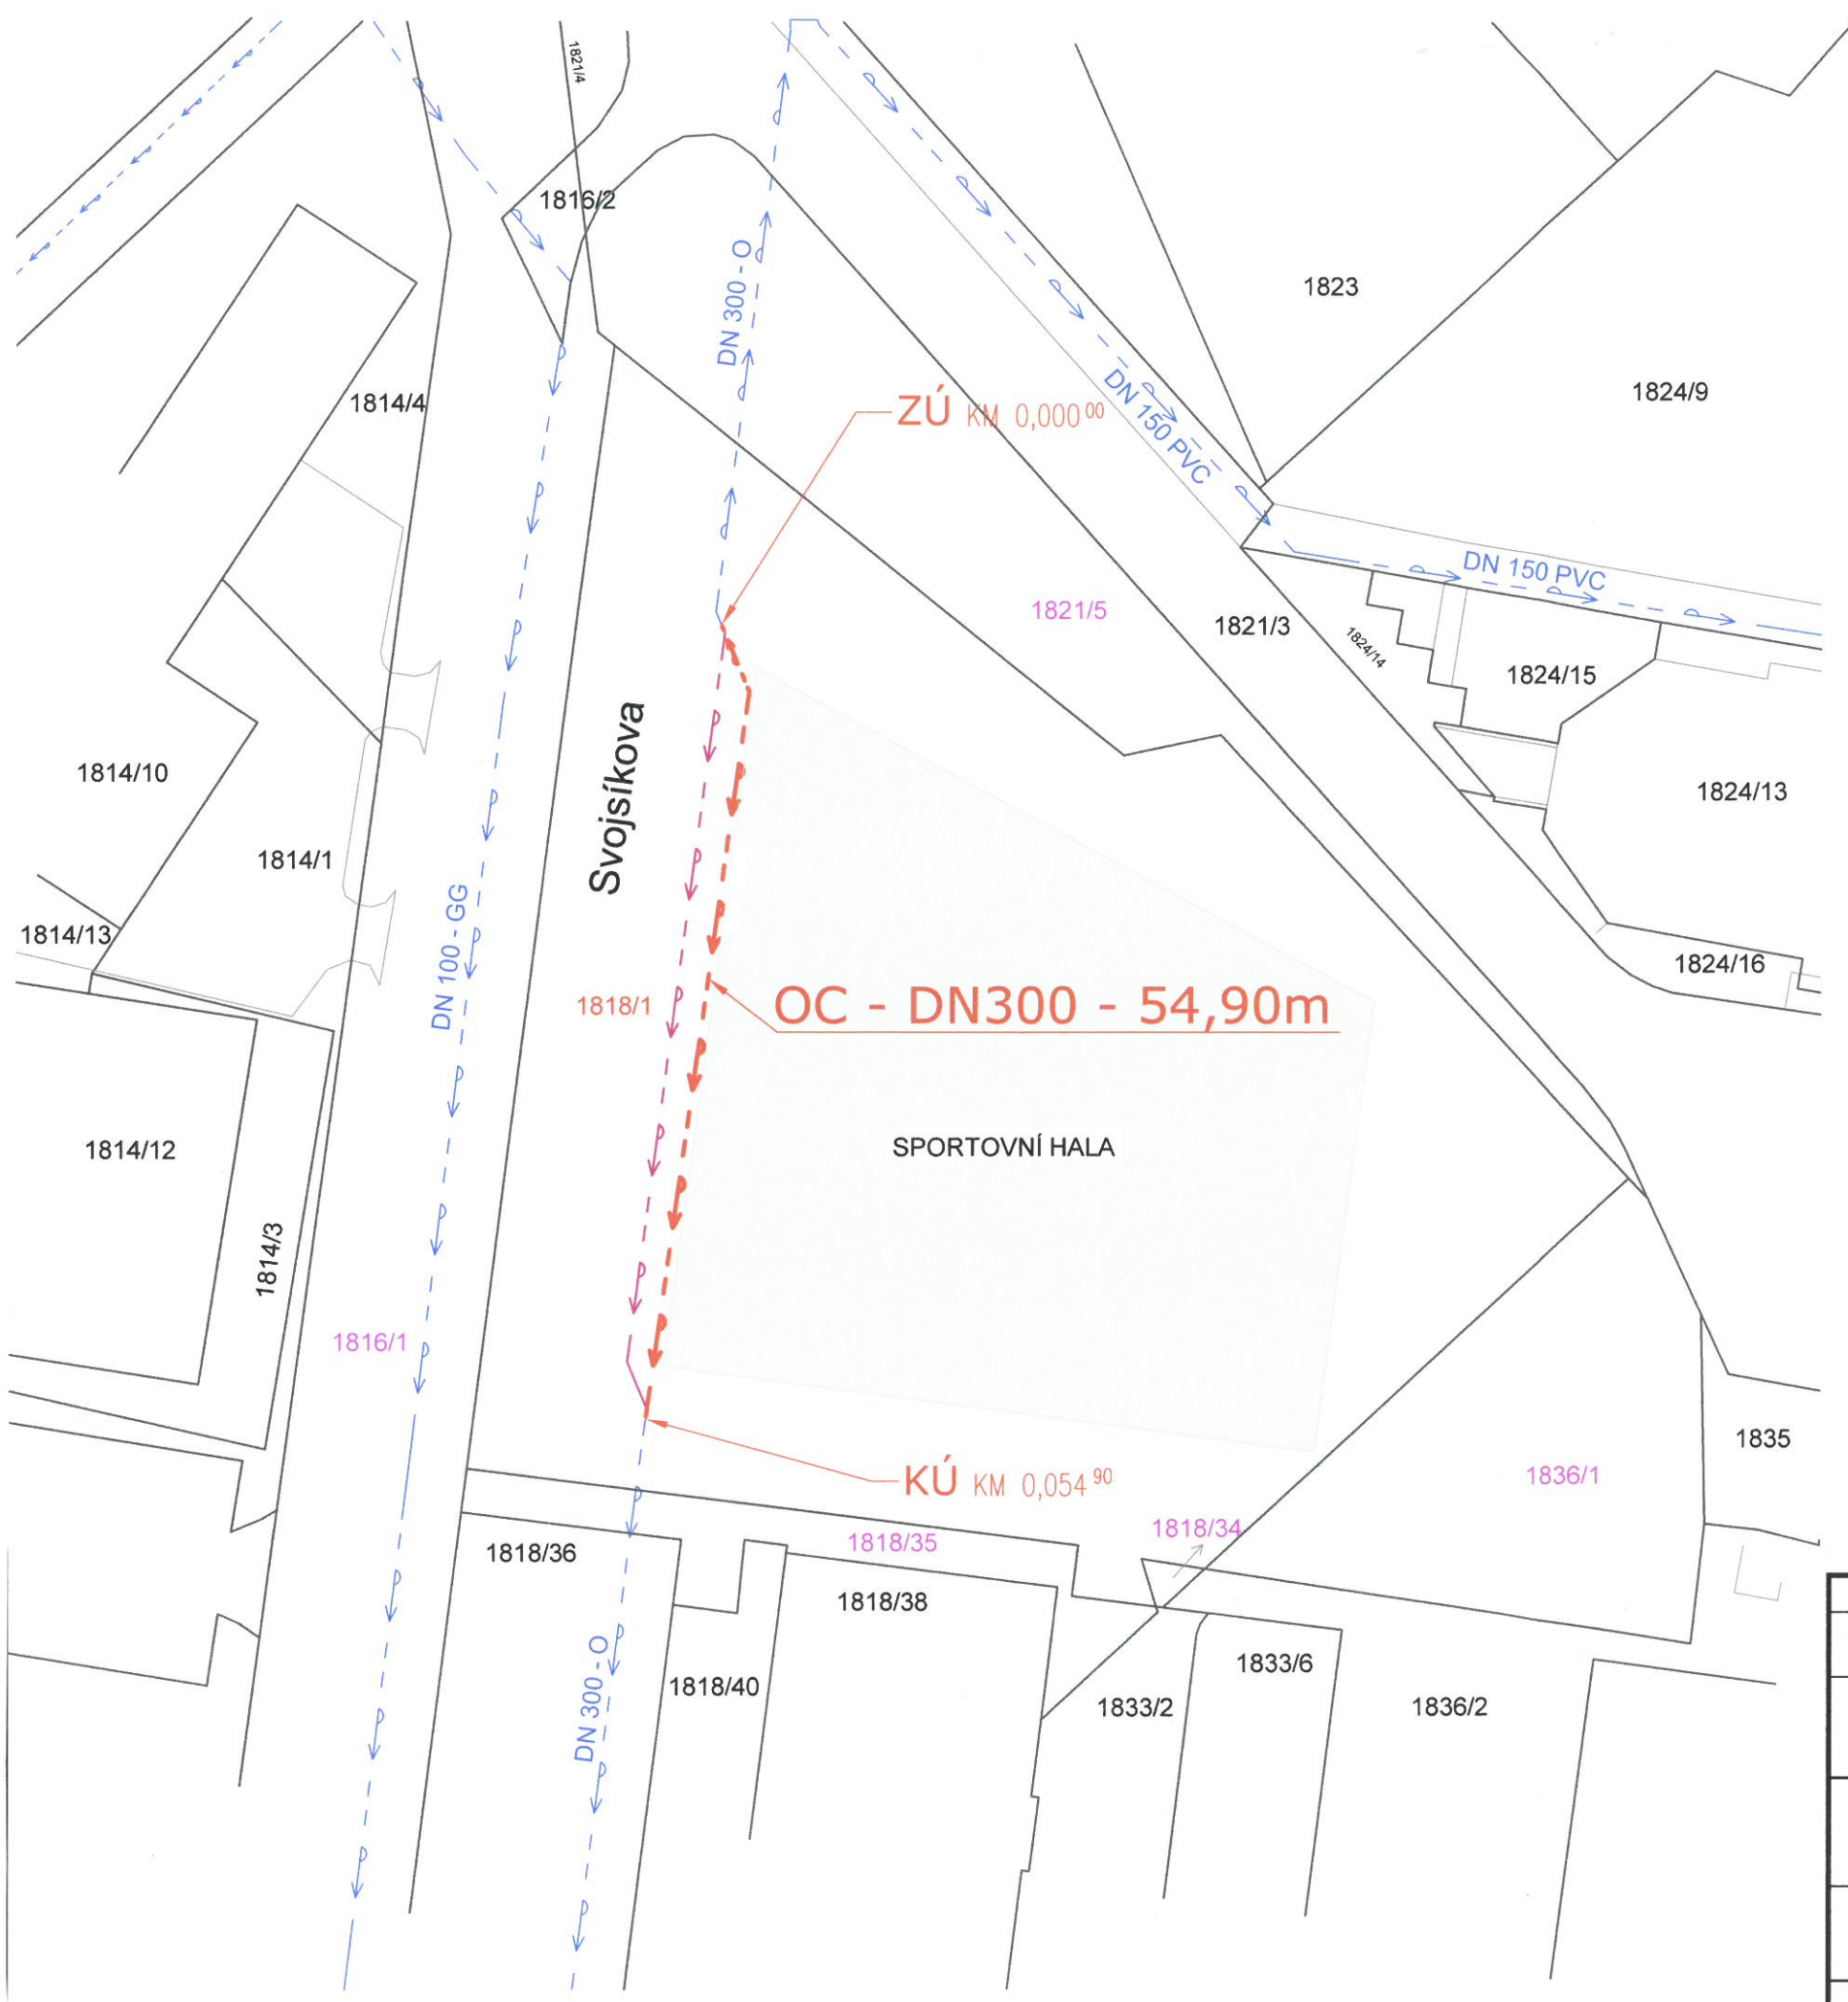 1821/4
1816/2
DN 300 - O
1823
1824/9
1814/4
ZÚ KM 0,000 00
DN 150 PVC
DN 150 PVC
1821/5
1821/3
1824/14
1824/15
Svojsíkova
1814/10
1824/13
1814/1
DN 100 - GG
1814/13
1824/16
1818/1
OC - DN300 - 54,90m
1814/12
SPORTOVNÍ HALA
1814/3
1816/1
1835
KÚ KM 0,054 90
1836/1
1818/36
1818/35
1818/34
1818/38
DN 300 - O
1818/40
1833/6
1833/2
1836/2